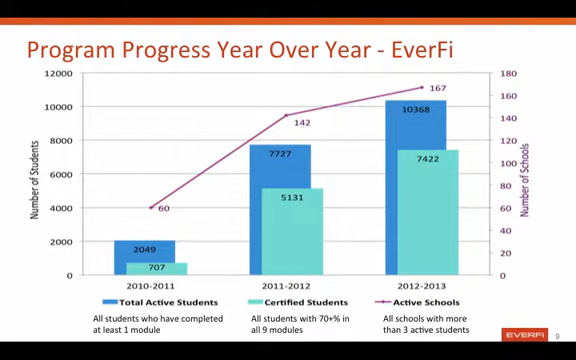 Program Progress Year Over Year - EverFi
12000
10000
8000
6000
4000
2000
0
Number of Students
180
160
140
120
100
80
60
40
20
0
Number of Schools
2049
707
60
7727
5131
142
10368
7422
167
2010-2011
2011-2012
2012-2013
Total Active Students
Certified Students
Active Schools
All students who have completed
at least 1 module
All students with 70+% in
all 9 modules
All schools with more
than 3 active students
EVERFI
9